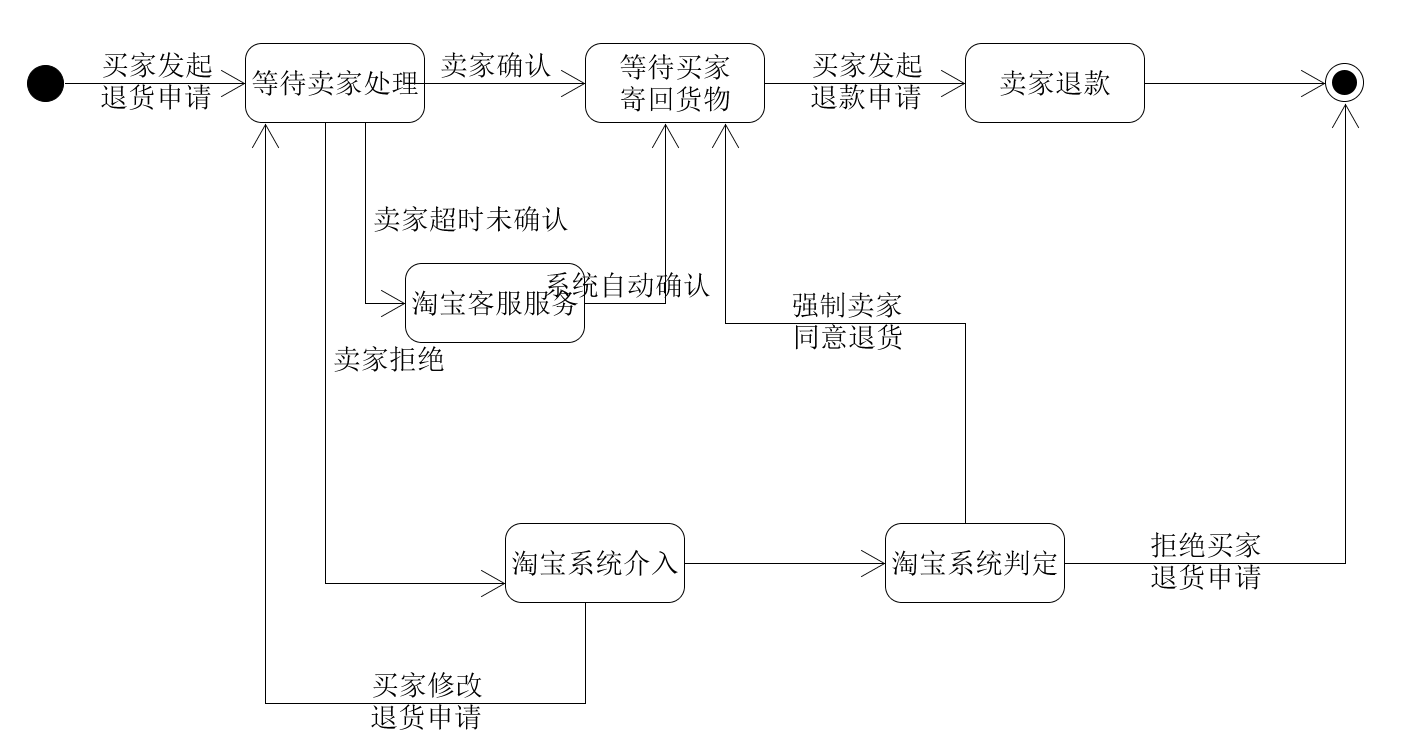 买家发起
退货申请
等待卖家处理
卖家确认
等待买家
寄回货物
买家发起
退款申请
卖家退款
卖家超时未确认
系统自动确认
淘宝客服服务
强制卖家
同意退货
卖家拒绝
淘宝系统介入
淘宝系统判定
拒绝买家
退货申请
买家修改
退货申请